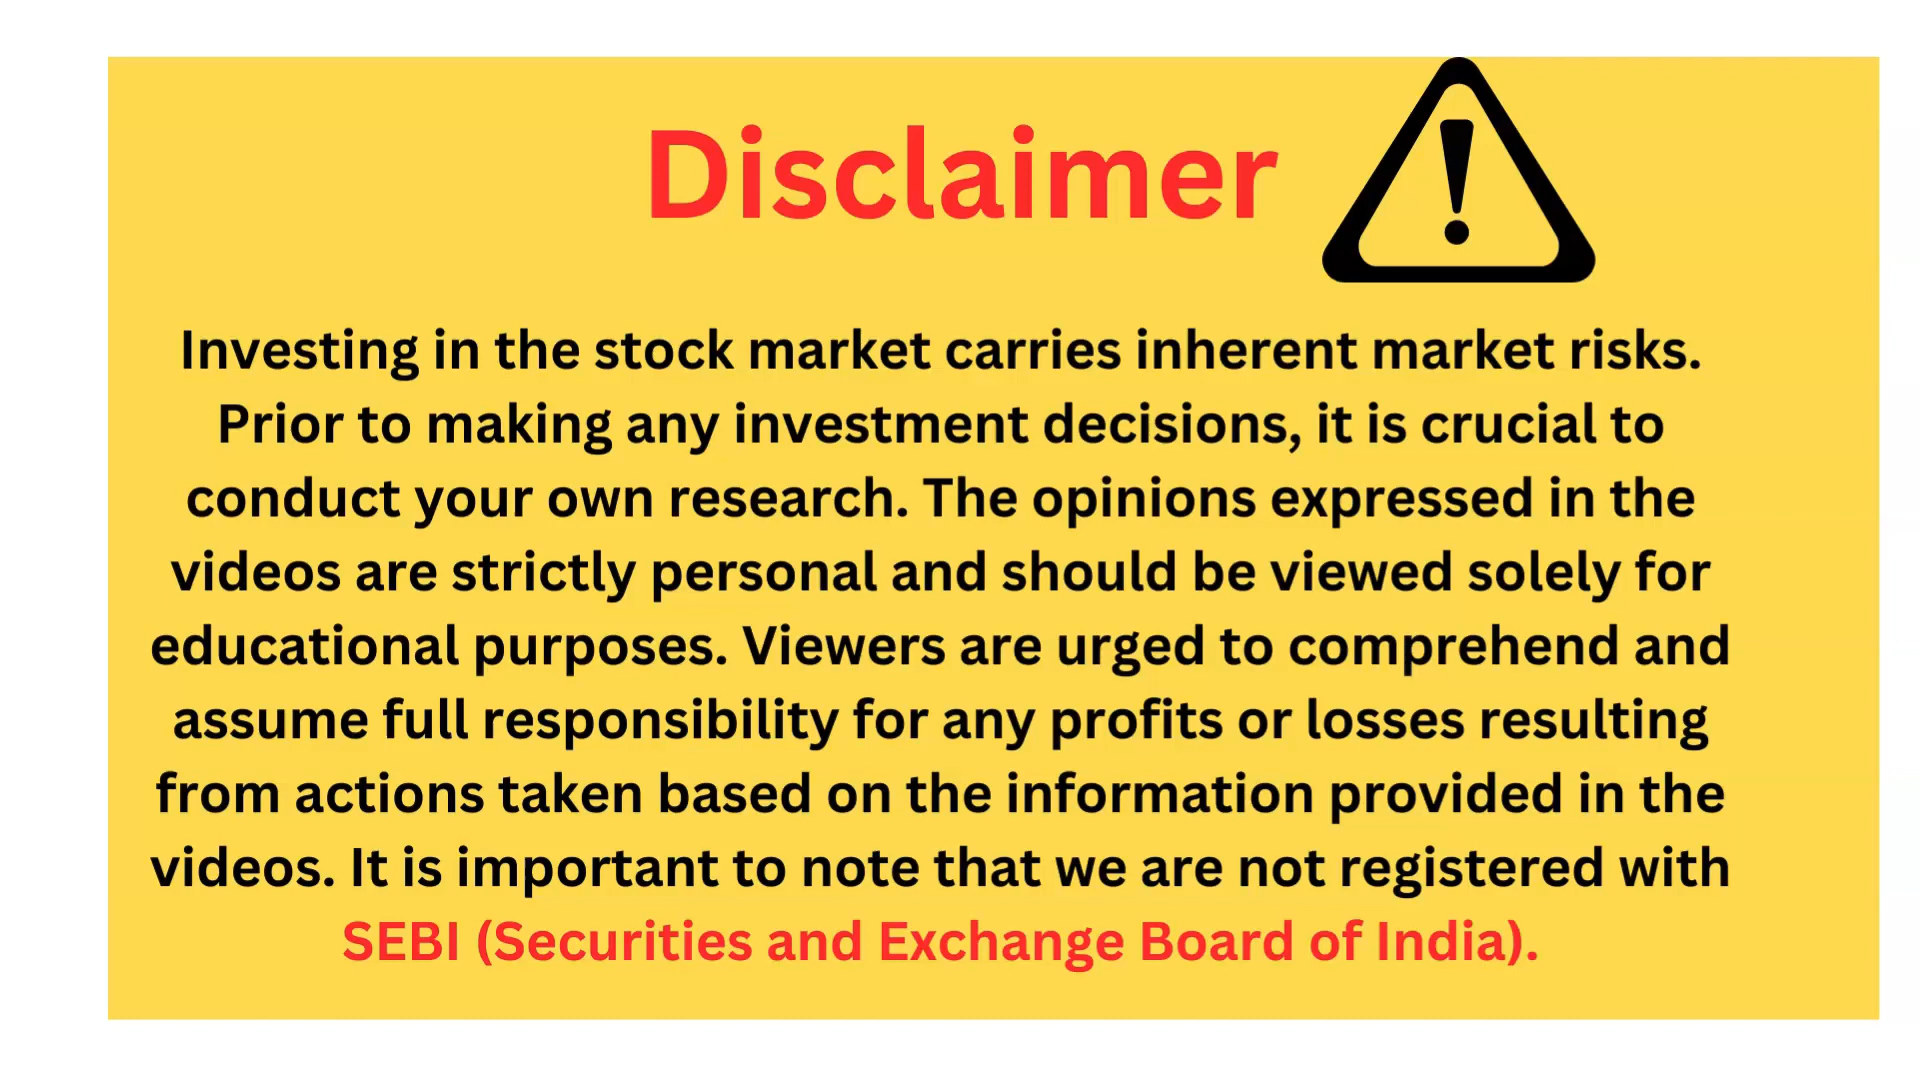 Disclaimer
Investing in the stock market carries inherent market risks.
Prior to making any investment decisions, it is crucial to
conduct your own research. The opinions expressed in the
videos are strictly personal and should be viewed solely for
educational purposes. Viewers are urged to comprehend and
assume full responsibility for any profits or losses resulting
from actions taken based on the information provided in the
videos. It is important to note that we are not registered with
SEBI (Securities and Exchange Board of India).